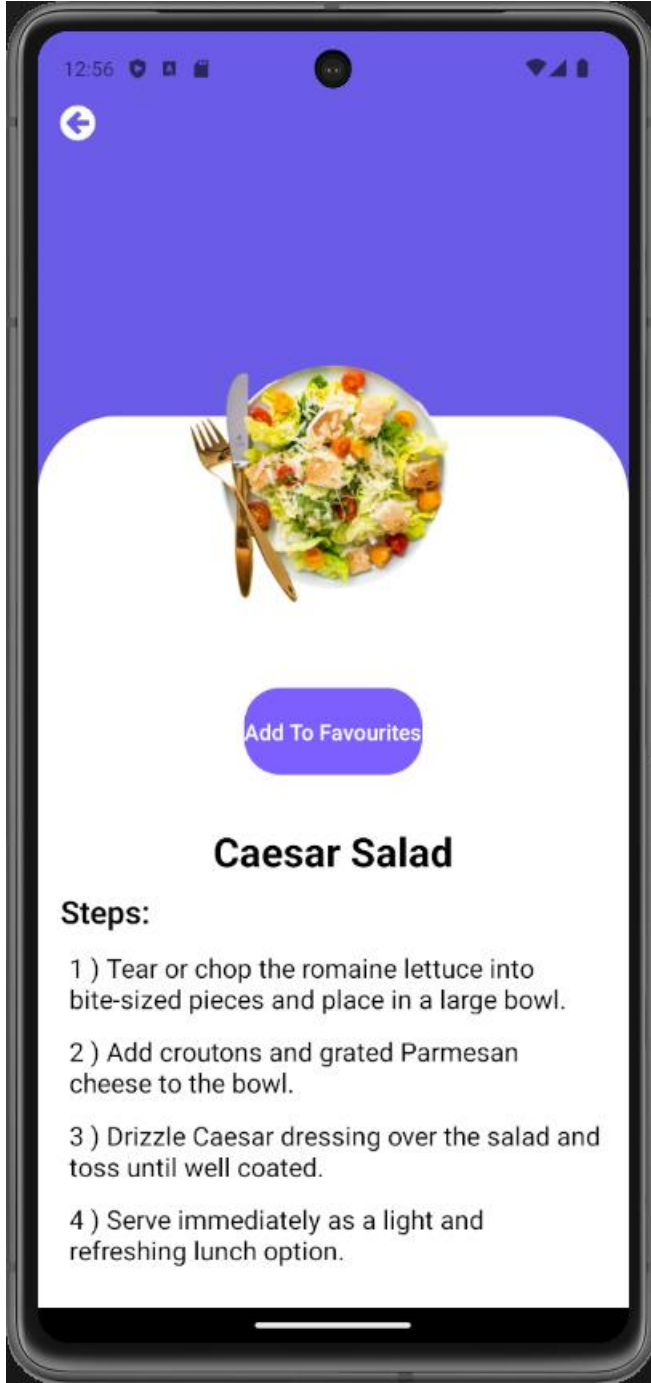 12:56
Add To Favourites
Caesar Salad
Steps:
1 ) Tear or chop the romaine lettuce into
bite-sized pieces and place in a large bowl.
2 ) Add croutons and grated Parmesan
cheese to the bowl.
3 ) Drizzle Caesar dressing over the salad and
toss until well coated.
4 ) Serve immediately as a light and
refreshing lunch option.